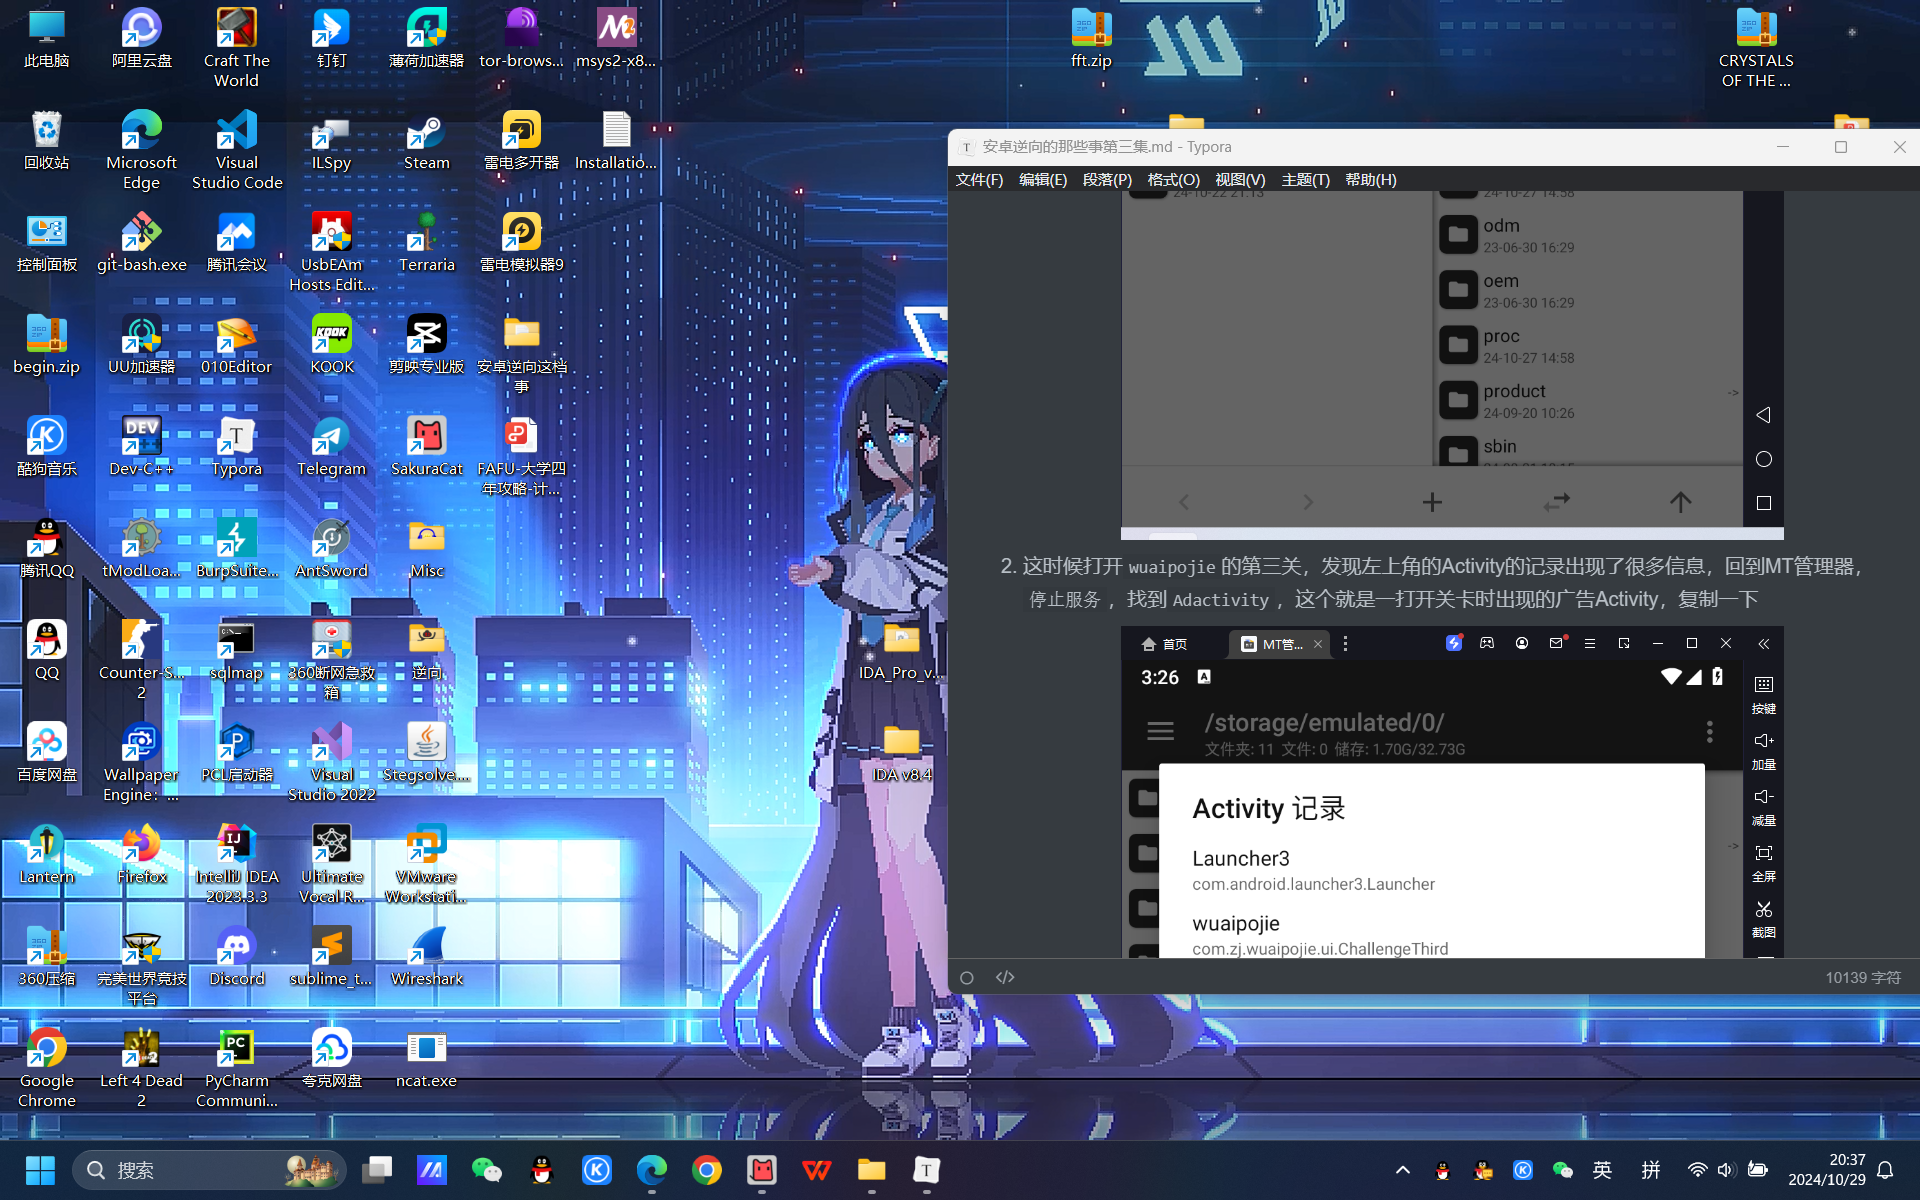 此电脑
阿里云盘
Craft The
World
钉钉
薄荷加速器
tor-brows...
msys2-x8...
fft.zip
CRYSTALS
OF THE ...
回收站
Microsoft
Edge
Visual
Studio Code
ILSpy
Steam
雷电多开器
Installatio...
控制面板
git-bash.exe
腾讯会议
UsbEAm
Hosts Edit...
Terraria
雷电模拟器9
begin.zip
UU加速器
010Editor
KOOK
剪映专业版
安卓逆向这档
事
酷狗音乐
Dev-C++
Typora
Telegram
SakuraCat
FAFU-大学四
年攻略-计...
腾讯QQ
tModLoa...
BurpSuite...
AntSword
Misc
QQ
Counter-S...
2
sqlmap
360断网急救
箱
逆向
IDA_Pro_v...
百度网盘
Wallpaper
Engine：...
PCL启动器
Visual
Studio 2022
Stegsolve....
IDA v8.4
Lantern
Firefox
IntelliJ IDEA
2023.3.3
Ultimate
Vocal R...
VMware
Workstati...
360压缩
完美世界竞技
平台
Discord
sublime_t...
Wireshark
Google
Chrome
Left 4 Dead
2
PyCharm
Communi...
夸克网盘
ncat.exe
安卓逆向的那些事第三集.md - Typora
文件(F) 编辑(E) 段落(P) 格式(O) 视图(V) 主题(T) 帮助(H)
24-10-22 21:13
24-10-27 14:58
odm
23-06-30 16:29
oem
23-06-30 16:29
proc
24-10-27 14:58
product
24-09-20 10:26
->
sbin
2. 这时候打开 wuaipojie 的第三关，发现左上角的Activity的记录出现了很多信息，回到MT管理器，
停止服务 ，找到 Adactivity ，这个就是一打开关卡时出现的广告Activity，复制一下
首页
MT管...
3:26
/storage/emulated/0/
文件夹: 11 文件: 0 储存: 1.70G/32.73G
按键
加量
减量
全屏
截图
->
Activity 记录
Launcher3
com.android.launcher3.Launcher
wuaipojie
com.zj.wuaipojie.ui.ChallengeThird
10139 字符
搜索
英
拼
20:37
2024/10/29